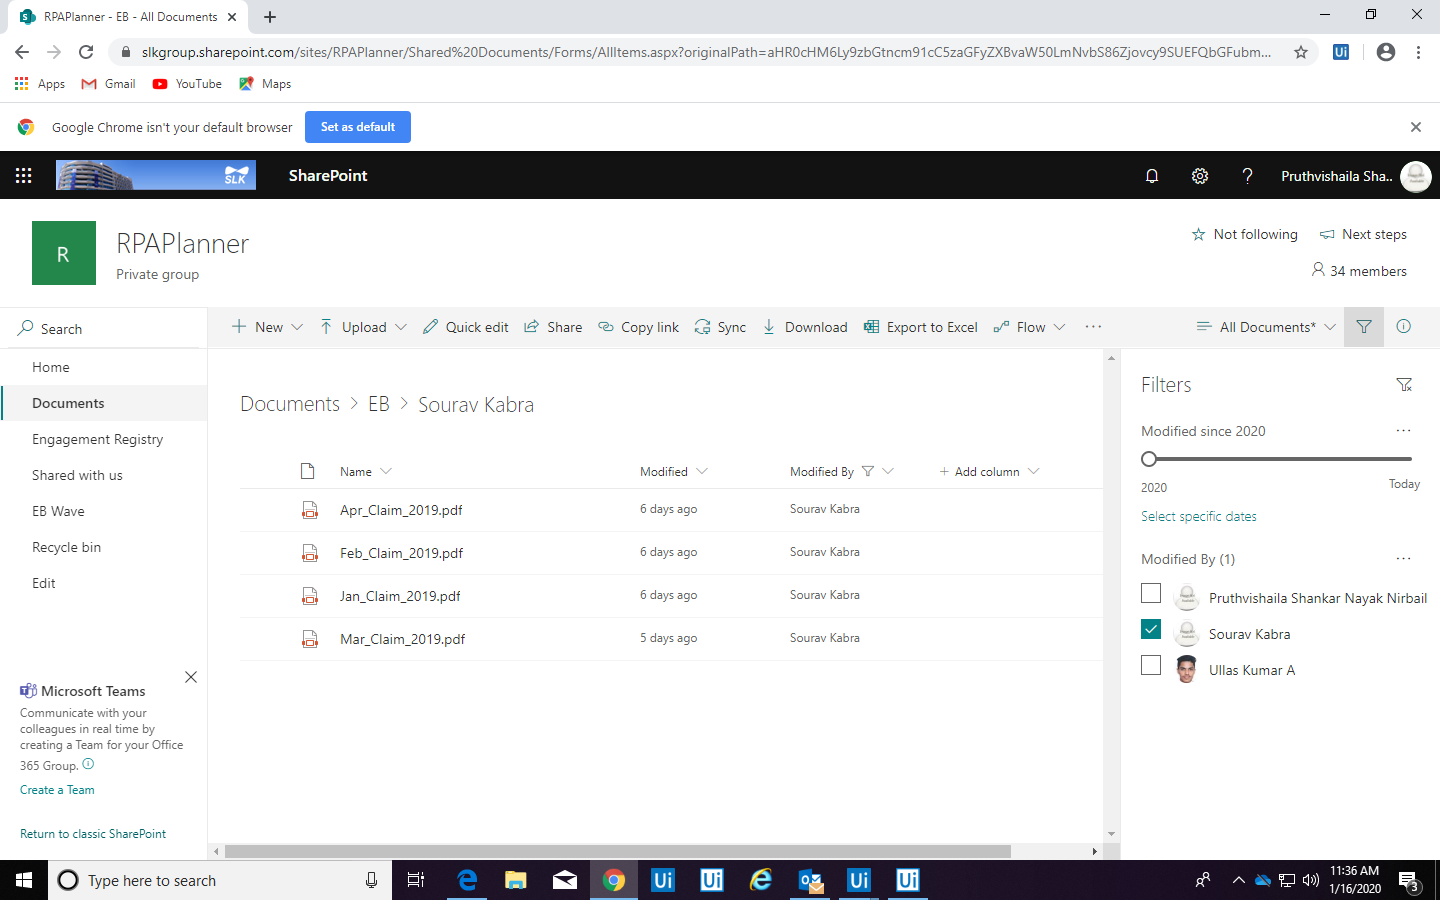 RPAPlanner - EB - All Documents
slkgroup.sharepoint.com/sites/RPAPlanner/Shared%20Documents/Forms/AllItems.aspx?originalPath=aHR0cHM6Ly9zbGtncm91cC5zaGFyZXBvaW50LmNvbS86Zjovcy9SUEFQbGFubm...
Apps Gmail YouTube Maps
Google Chrome isn't your default browser Set as default
SLK SharePoint Pruthvishaila Sha..
R
RPAPlanner
Private group
Not following Next steps
34 members
Search
New Upload Quick edit Share Copy link Sync Download Export to Excel Flow ... All Documents*
Home
Documents
Engagement Registry
Shared with us
EB Wave
Recycle bin
Edit
Microsoft Teams
Communicate with your
colleagues in real time by
creating a Team for your Office
365 Group.
Create a Team
Return to classic SharePoint
Documents > EB > Sourav Kabra
Name Modified Modified By + Add column
Apr_Claim_2019.pdf 6 days ago Sourav Kabra
Feb_Claim_2019.pdf 6 days ago Sourav Kabra
Jan_Claim_2019.pdf 6 days ago Sourav Kabra
Mar_Claim_2019.pdf 5 days ago Sourav Kabra
Filters
Modified since 2020 ...
2020 Today
Select specific dates
Modified By (1) ...
Pruthvishaila Shankar Nayak Nirbail
Sourav Kabra
Ullas Kumar A
Type here to search
Ui Ui Ui Ui
11:36 AM
1/16/2020
3